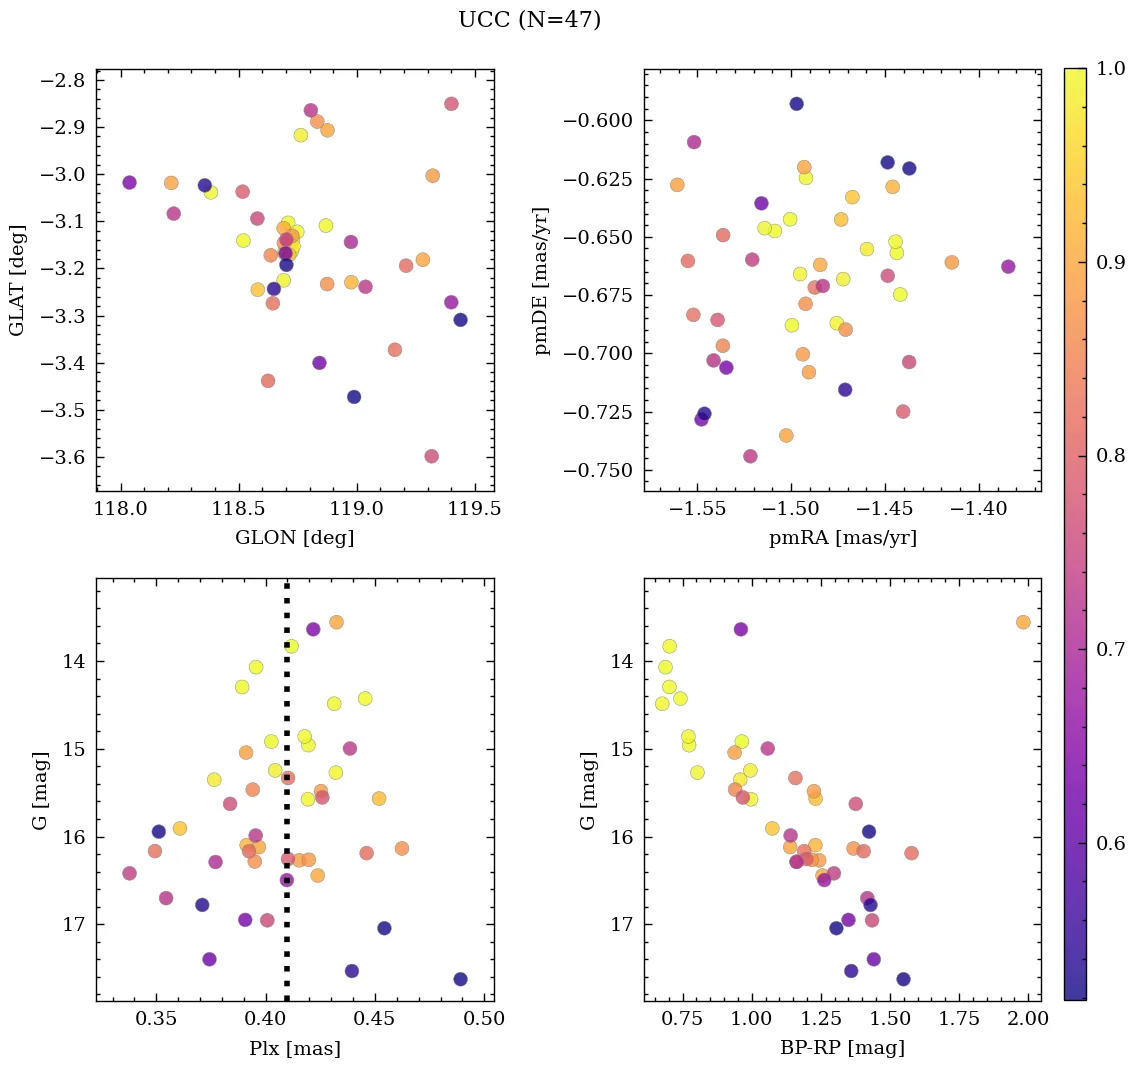 UCC (N=47)
−2.8
−2.9
−3.0
−3.1
−3.2
−3.3
−3.4
−3.5
−3.6
GLAT [deg]
118.0 118.5 119.0 119.5
GLON [deg]
−0.600
−0.625
−0.650
−0.675
−0.700
−0.725
−0.750
pmDE [mas/yr]
−1.55 −1.50 −1.45 −1.40
pmRA [mas/yr]
14
15
16
17
G [mag]
0.35 0.40 0.45 0.50
Plx [mas]
14
15
16
17
G [mag]
0.75 1.00 1.25 1.50 1.75 2.00
BP-RP [mag]
1.0
0.9
0.8
0.7
0.6